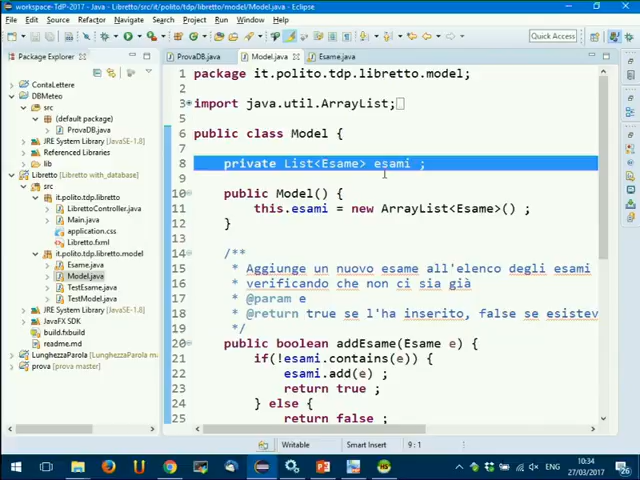 workspace-TdP-2017 - Java - Libretto/src/it/polito/tdp/libretto/model/Model.java - Eclipse
File Edit Source Refactor Navigate Search Project Run Window Help
Quick Access
Package Explorer
ContaLettere
DBMeteo
src
(default package)
ProvaDB.java
JRE System Library [JavaSE-1.8]
Referenced Libraries
lib
Libretto [Libretto with_database]
src
it.polito.tdp.libretto
LibrettoController.java
Main.java
application.css
Libretto.fxml
it.polito.tdp.libretto.model
Esame.java
Model.java
TestEsame.java
TestModel.java
JRE System Library [JavaSE-1.8]
JavaFX SDK
build.fxbuild
readme.md
LunghezzaParola [LunghezzaParola
prova [prova master]
ProvaDB.java Model.java Esame.java
1 package it.polito.tdp.libretto.model;
2
3 import java.util.ArrayList;
5
6 public class Model {
7
8 private List<Esame> esami ;
9
10 public Model() {
11 this.esami = new ArrayList<Esame>() ;
12 }
13
14 /**
15 * Aggiunge un nuovo esame all'elenco degli esami
16 * verificando che non ci sia già
17 * @param e
18 * @return true se l'ha inserito, false se esistev
19 */
20 public boolean addEsame(Esame e) {
21 if(!esami.contains(e)) {
22 esami.add(e) ;
23 return true ;
24 } else {
25 return false ;
Writable Smart Insert 9 : 1
10:34
27/03/2017